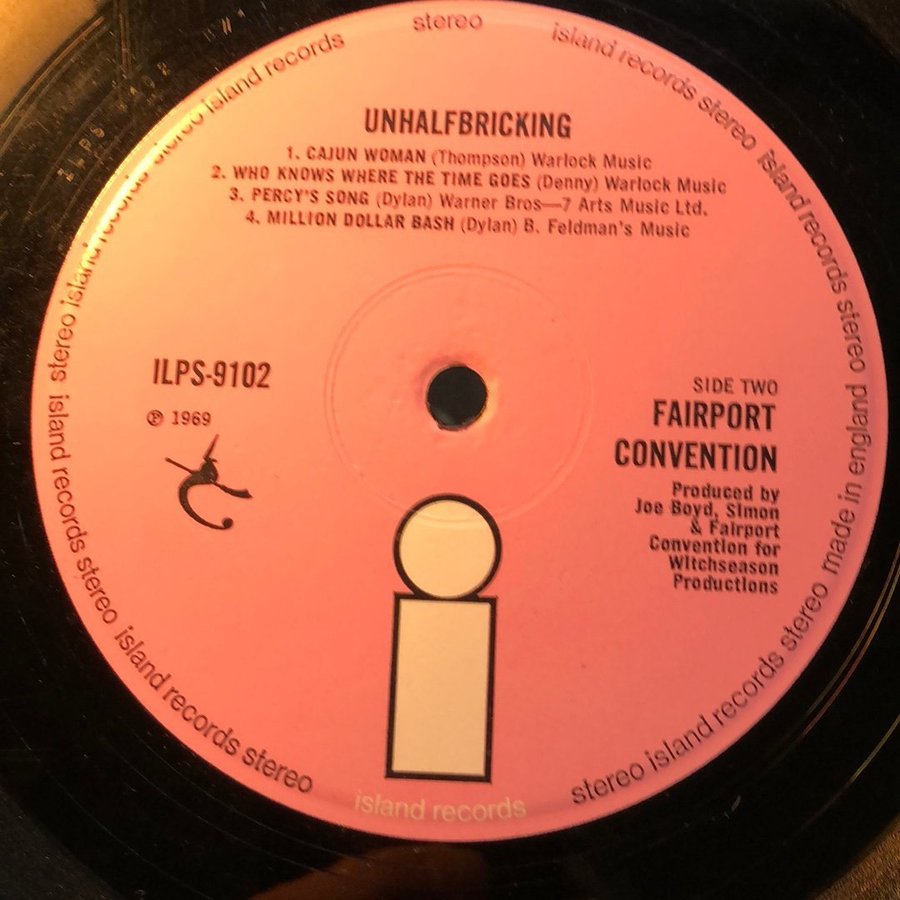 stereo
island records stereo
island records stereo
made in england
stereo island records stereo
island records
island records stereo
island records stereo
stereo island records
stereo island records
UNHALFBRICKING
1. CAJUN WOMAN (Thompson) Warlock Music
2. WHO KNOWS WHERE THE TIME GOES (Denny) Warlock Music
3. PERCY'S SONG (Dylan) Warner Bros—7 Arts Music Ltd.
4. MILLION DOLLAR BASH (Dylan) B. Feldman's Music
ILPS-9102
℗ 1969
SIDE TWO
FAIRPORT
CONVENTION
Produced by
Joe Boyd, Simon
& Fairport
Convention for
Witchseason
Productions